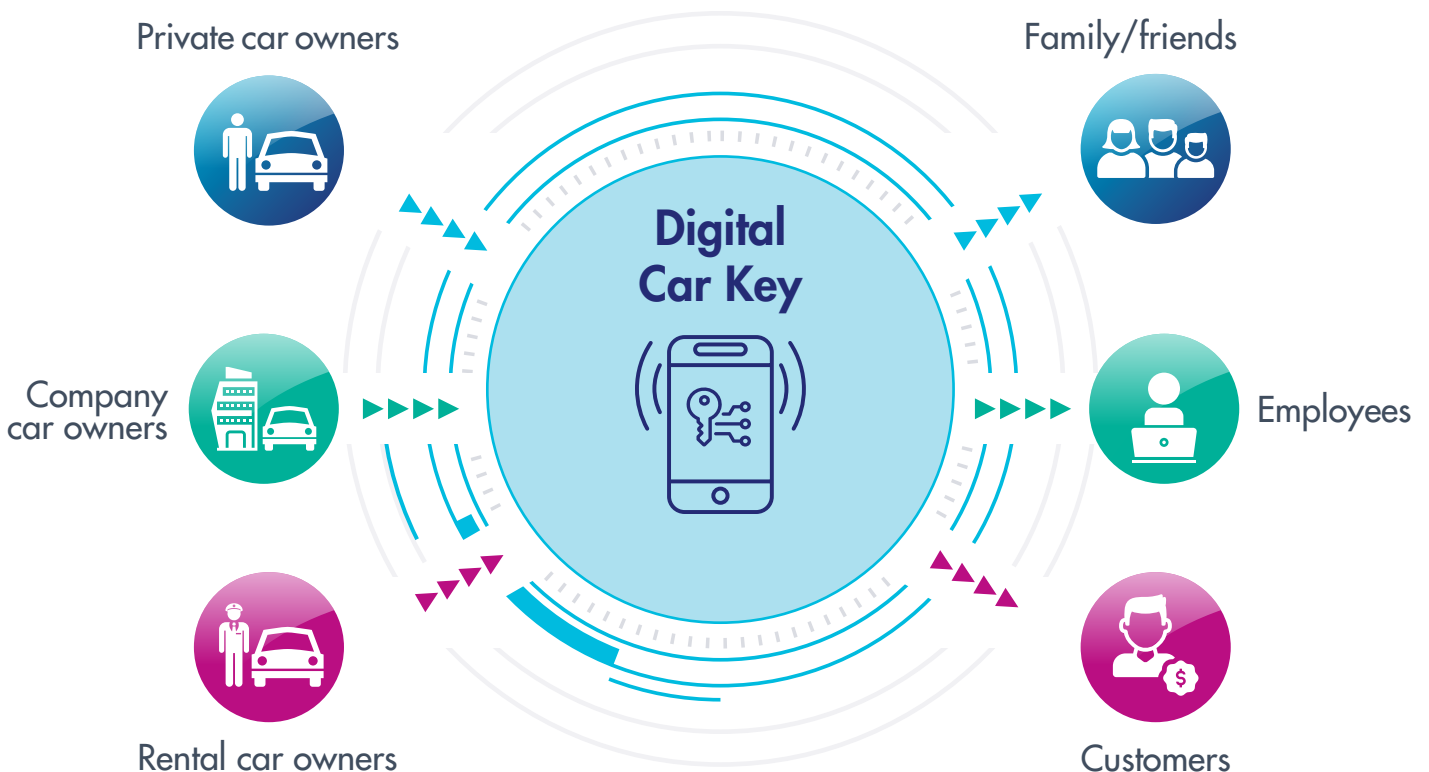 Private car owners
Family/friends
Digital
Car Key
Company
car owners
Employees
Rental car owners
Customers
$